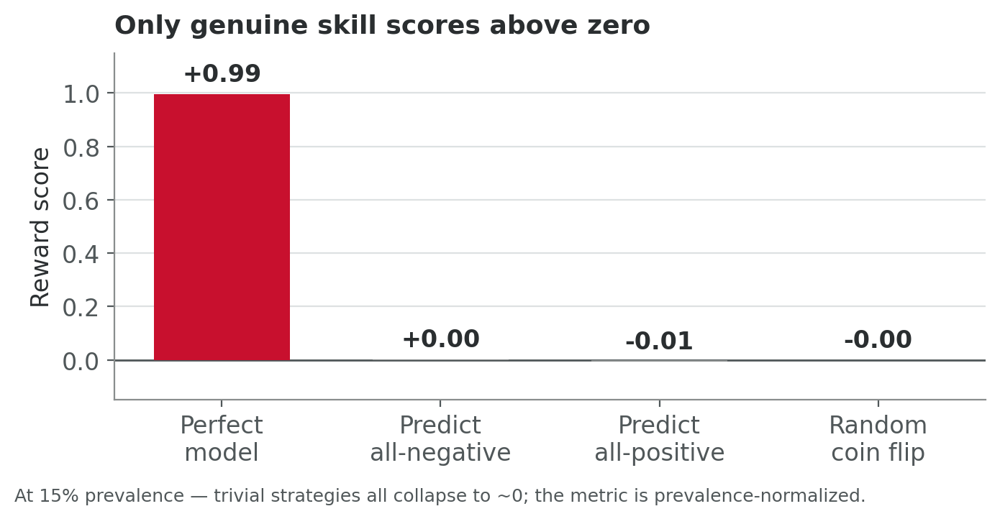 Only genuine skill scores above zero
+0.99
1.0
0.8
0.6
0.4
0.2
0.0
Reward score
+0.00
-0.01
-0.00
Perfect
model
Predict
all-negative
Predict
all-positive
Random
coin flip
At 15% prevalence — trivial strategies all collapse to ~0; the metric is prevalence-normalized.